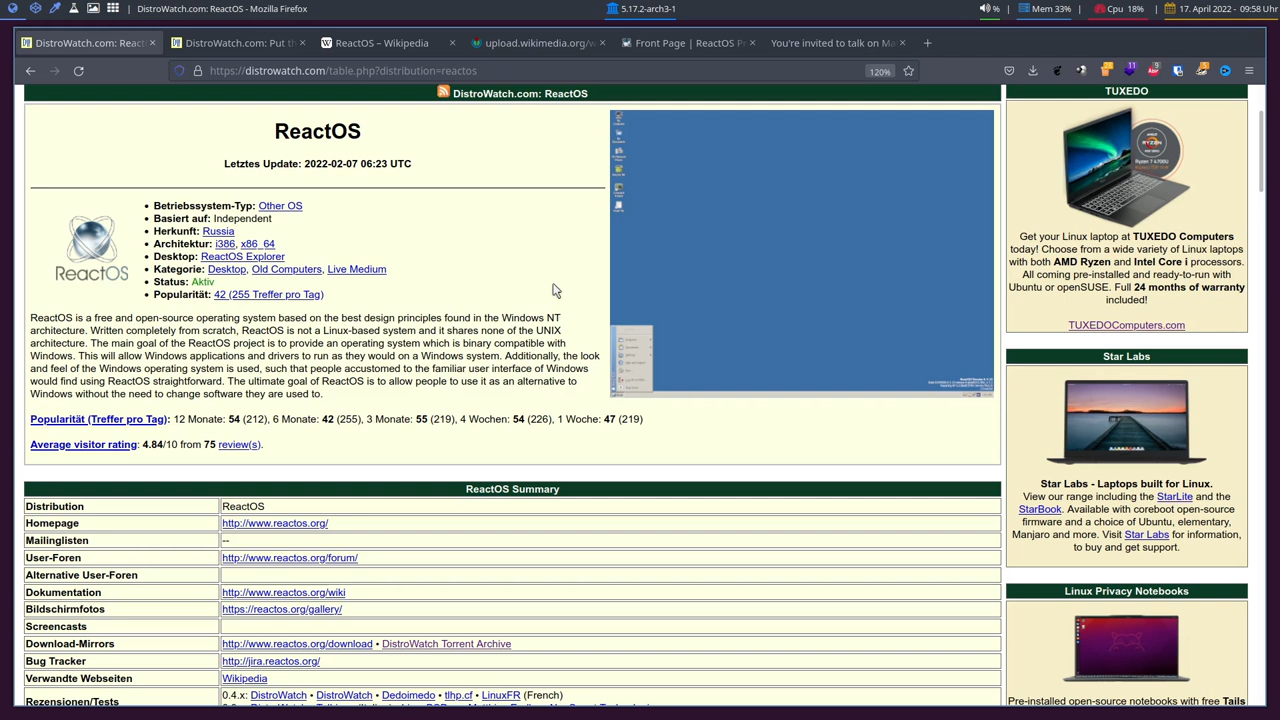 DistroWatch.com: ReactOS - Mozilla Firefox
5.17.2-arch3-1
%
Mem 33%
Cpu 18%
17. April 2022 - 09:58 Uhr
DistroWatch.com: React
DistroWatch.com: Put th
ReactOS – Wikipedia
upload.wikimedia.org/w
Front Page | ReactOS Pr
You're invited to talk on Ma
https://distrowatch.com/table.php?distribution=reactos
120%
DistroWatch.com: ReactOS
ReactOS
Letztes Update: 2022-02-07 06:23 UTC
ReactOS
• Betriebssystem-Typ: Other OS
• Basiert auf: Independent
• Herkunft: Russia
• Architektur: i386, x86_64
• Desktop: ReactOS Explorer
• Kategorie: Desktop, Old Computers, Live Medium
• Status: Aktiv
• Popularität: 42 (255 Treffer pro Tag)
ReactOS is a free and open-source operating system based on the best design principles found in the Windows NT
architecture. Written completely from scratch, ReactOS is not a Linux-based system and it shares none of the UNIX
architecture. The main goal of the ReactOS project is to provide an operating system which is binary compatible with
Windows. This will allow Windows applications and drivers to run as they would on a Windows system. Additionally, the look
and feel of the Windows operating system is used, such that people accustomed to the familiar user interface of Windows
would find using ReactOS straightforward. The ultimate goal of ReactOS is to allow people to use it as an alternative to
Windows without the need to change software they are used to.
Popularität (Treffer pro Tag): 12 Monate: 54 (212), 6 Monate: 42 (255), 3 Monate: 55 (219), 4 Wochen: 54 (226), 1 Woche: 47 (219)
Average visitor rating: 4.84/10 from 75 review(s).
ReactOS Summary
Distribution ReactOS
Homepage http://www.reactos.org/
Mailinglisten --
User-Foren http://www.reactos.org/forum/
Alternative User-Foren
Dokumentation http://www.reactos.org/wiki
Bildschirmfotos https://reactos.org/gallery/
Screencasts
Download-Mirrors http://www.reactos.org/download • DistroWatch Torrent Archive
Bug Tracker http://jira.reactos.org/
Verwandte Webseiten Wikipedia
Rezensionen/Tests 0.4.x: DistroWatch • DistroWatch • Dedoimedo • tlhp.cf • LinuxFR (French)
TUXEDO
AMD
RYZEN
Ryzen 7 4700U
Get your Linux laptop at TUXEDO Computers
today! Choose from a wide variety of Linux laptops
with both AMD Ryzen and Intel Core i processors.
All coming pre-installed and ready-to-run with
Ubuntu or openSUSE. Full 24 months of warranty
included!
TUXEDOComputers.com
Star Labs
Star Labs - Laptops built for Linux.
View our range including the StarLite and the
StarBook. Available with coreboot open-source
firmware and a choice of Ubuntu, elementary,
Manjaro and more. Visit Star Labs for information,
to buy and get support.
Linux Privacy Notebooks
Pre-installed open-source notebooks with free Tails